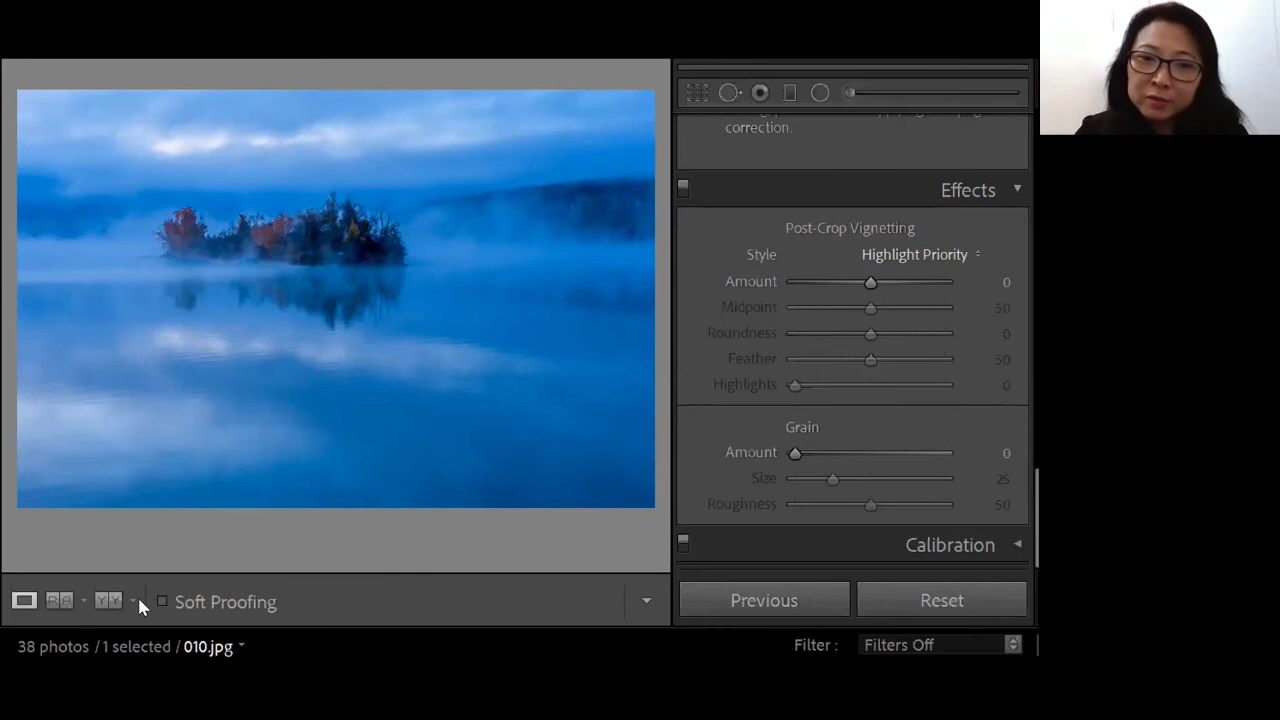 correction.
Effects
Post-Crop Vignetting
Style Highlight Priority
Amount 0
Midpoint 50
Roundness 0
Feather 50
Highlights 0
Grain
Amount 0
Size 25
Roughness 50
Calibration
R A
Y Y
Soft Proofing
Previous
Reset
38 photos / 1 selected / 010.jpg
Filter : Filters Off